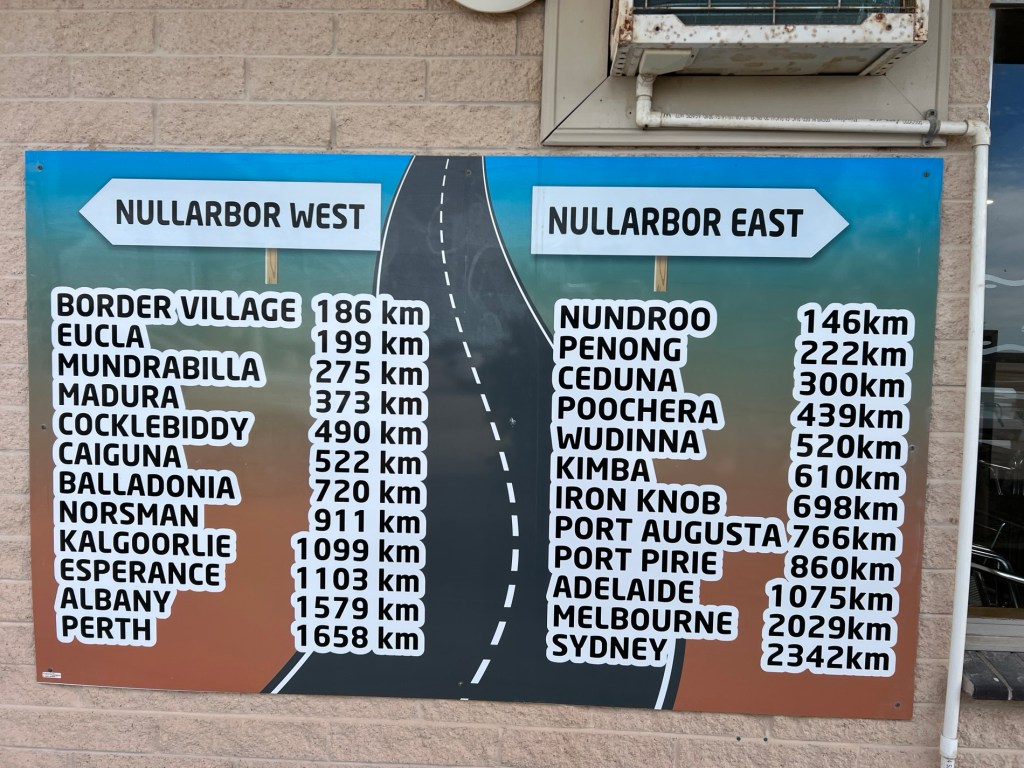 NULLARBOR WEST
BORDER VILLAGE 186 km
EUCLA 199 km
MUNDRABILLA 275 km
MADURA 373 km
COCKLEBIDDY 490 km
CAIGUNA 522 km
BALLADONIA 720 km
NORSMAN 911 km
KALGOORLIE 1099 km
ESPERANCE 1103 km
ALBANY 1579 km
PERTH 1658 km
NULLARBOR EAST
NUNDROO 146km
PENONG 222km
CEDUNA 300km
POOCHERA 439km
WUDINNA 520km
KIMBA 610km
IRON KNOB 698km
PORT AUGUSTA 766km
PORT PIRIE 860km
ADELAIDE 1075km
MELBOURNE 2029km
SYDNEY 2342km